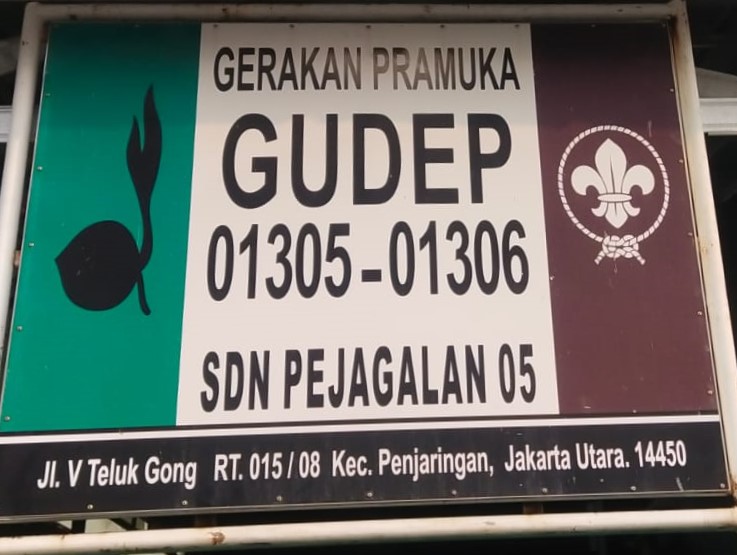 GERAKAN PRAMUKA
GUDEP
01305-01306
SDN PEJAGALAN 05
Jl. V Teluk Gong RT. 015 / 08 Kec. Penjaringan, Jakarta Utara. 14450